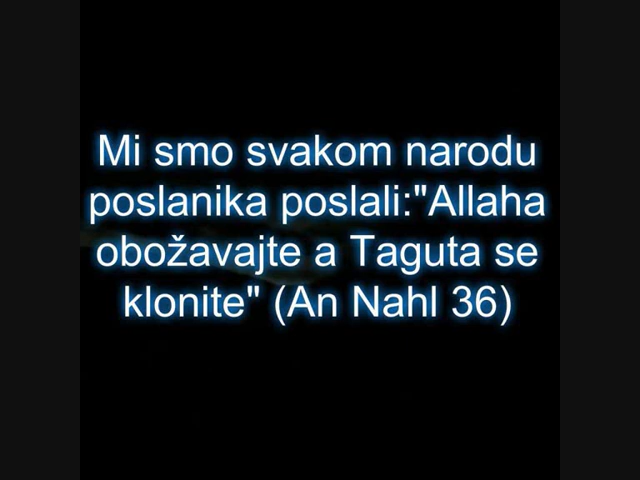 Mi smo svakom narodu
poslanika poslali:"Allaha
obožavajte a Taguta se
klonite" (An Nahl 36)